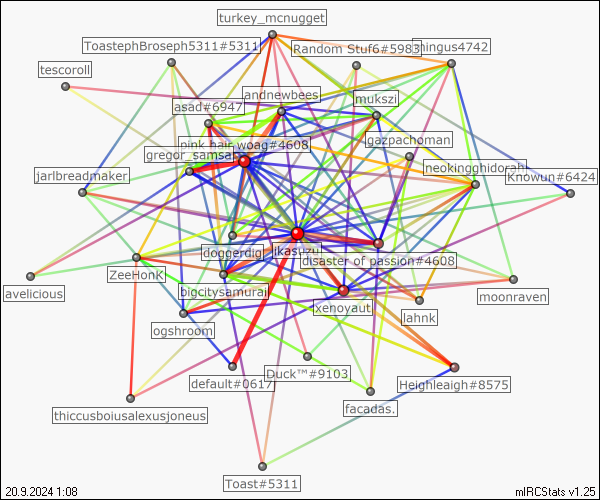 turkey_mcnugget
ToastephBroseph5311#5311
Random Stuf6#5983
mingus4742
tescoroll
andnewbees
mukszi
asad#6947
gazpachoman
pink hair woag#4608
gregor_samsa
neokingghidorah
jarlbreadmaker
Knowun#6424
doggerdig
ikasuzu
disaster of passion#4608
ZeeHonk
bigcitysamurai
avelicious
moonraven
xenoyaut
lahnk
ogshroom
default#0617
Duck™#9103
Heighleigh#8575
thiccusboiusalexusjoneus
facadas.
Toast#5311
20.9.2024 1:08
mIRCStats v1.25